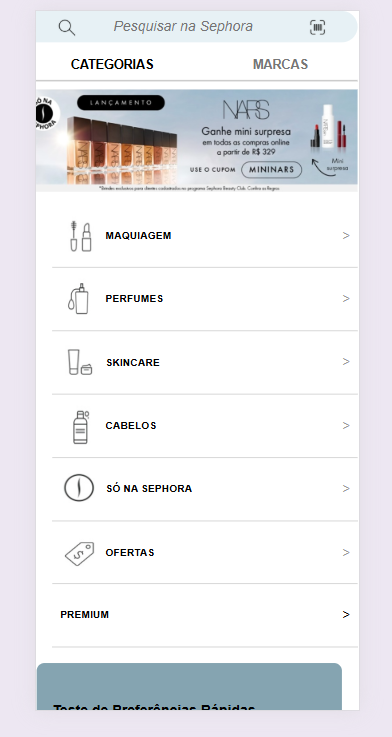 Pesquisar na Sephora
CATEGORIAS
MARCAS
SÓ NA
SEPHORA
LANÇAMENTO
NARS
Ganhe mini surpresa
em todas as compras online
a partir de R$ 329
USE O CUPOM MININARS
Mini
surpresa
*Brindes exclusivos para clientes cadastrados no programa Sephora Beauty Club. Confira as Regras.
MAQUIAGEM >
PERFUMES >
SKINCARE >
CABELOS >
SÓ NA SEPHORA >
OFERTAS >
PREMIUM >
Teste de Preferências Rápidas